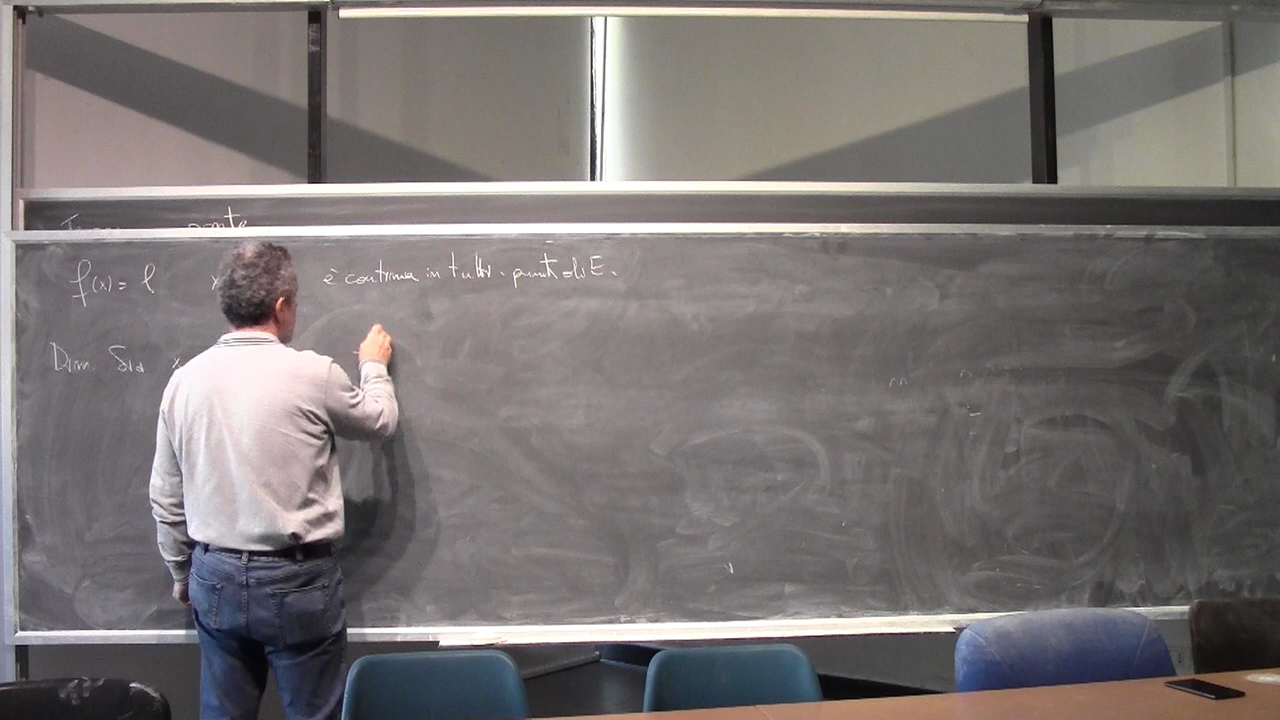 f(x) = l x è continua in tutti i punti di E.
Dim. Sia x